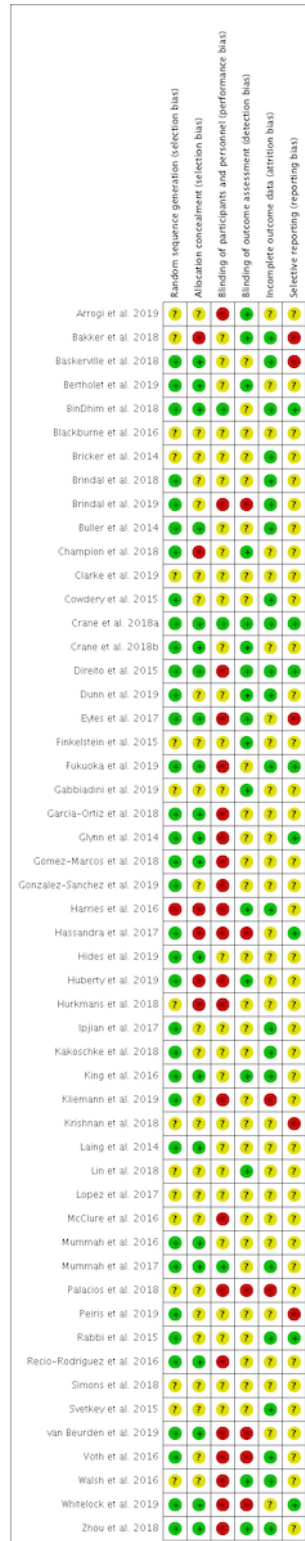 Random sequence generation (selection bias)
Allocation concealment (selection bias)
Blinding of participants and personnel (performance bias)
Blinding of outcome assessment (detection bias)
Incomplete outcome data (attrition bias)
Selective reporting (reporting bias)
Arrogi et al. 2019
Bakker et al. 2018
Baskerville et al. 2018
Bertholet et al. 2019
BinDhim et al. 2018
Blackburne et al. 2016
Bricker et al. 2014
Brindal et al. 2018
Brindal et al. 2019
Buller et al. 2014
Champion et al. 2018
Clarke et al. 2019
Cowdery et al. 2015
Crane et al. 2018a
Crane et al. 2018b
Direito et al. 2015
Dunn et al. 2019
Eyles et al. 2017
Finkelstein et al. 2015
Fukuoka et al. 2019
Gabbiadini et al. 2019
Garcia-Ortiz et al. 2018
Glynn et al. 2014
Gomez-Marcos et al. 2018
Gonzalez-Sanchez et al. 2019
Harries et al. 2016
Hassandra et al. 2017
Hides et al. 2019
Huberty et al. 2019
Hurkmans et al. 2018
Ipjian et al. 2017
Kakoschke et al. 2018
King et al. 2016
Kliemann et al. 2019
Krishnan et al. 2018
Laing et al. 2014
Lin et al. 2018
Lopez et al. 2017
McClure et al. 2016
Mummah et al. 2016
Mummah et al. 2017
Palacios et al. 2018
Peiris et al. 2019
Rabbi et al. 2015
Recio-Rodriguez et al. 2016
Simons et al. 2018
Svetkey et al. 2015
van Beurden et al. 2019
Voth et al. 2016
Walsh et al. 2016
Whitelock et al. 2019
Zhou et al. 2018